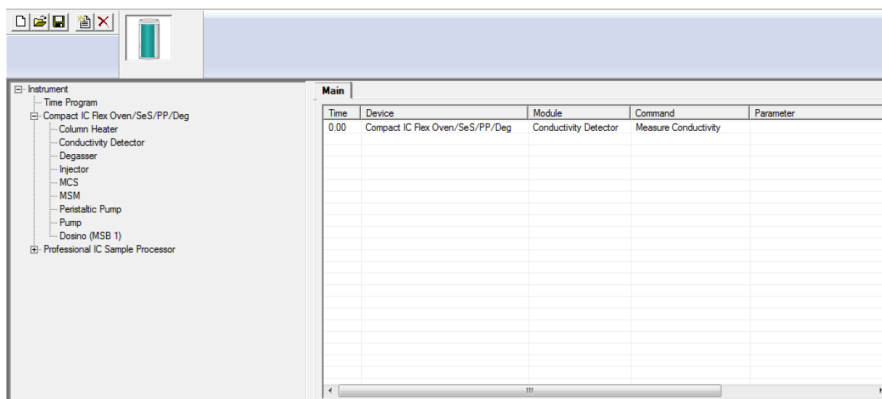 Instrument
Time Program
Compact IC Flex Oven/SeS/PP/Deg
Column Heater
Conductivity Detector
Degasser
Injector
MCS
MSM
Peristaltic Pump
Pump
Dosino (MSB 1)
Professional IC Sample Processor
Main
Time Device Module Command Parameter
0.00 Compact IC Flex Oven/SeS/PP/Deg Conductivity Detector Measure Conductivity